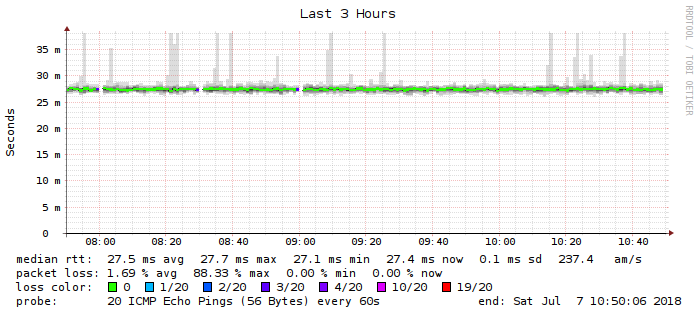 Last 3 Hours
RRDTOOL / TOBI OETIKER
Seconds
35 m
30 m
25 m
20 m
15 m
10 m
5 m
0
08:00 08:20 08:40 09:00 09:20 09:40 10:00 10:20 10:40
median rtt: 27.5 ms avg 27.7 ms max 27.1 ms min 27.4 ms now 0.1 ms sd 237.4 am/s
packet loss: 1.69 % avg 88.33 % max 0.00 % min 0.00 % now
loss color: 0 1/20 2/20 3/20 4/20 10/20 19/20
probe: 20 ICMP Echo Pings (56 Bytes) every 60s end: Sat Jul 7 10:50:06 2018